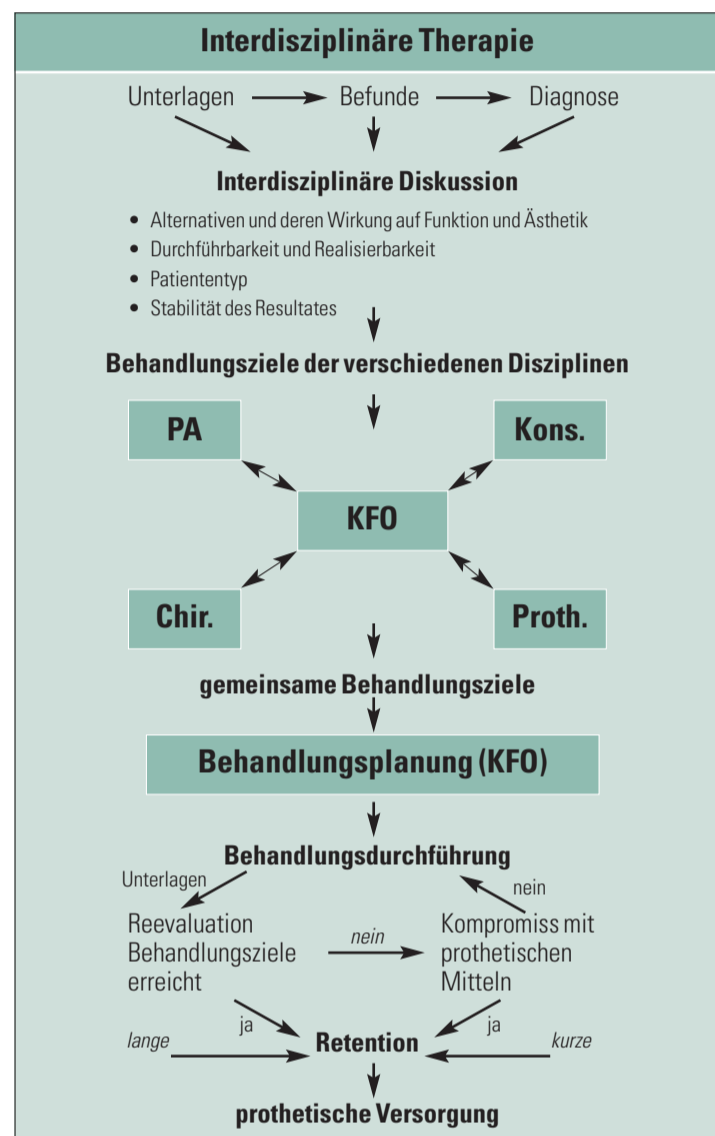 Interdisziplinäre Therapie
Unterlagen Befunde Diagnose
Interdisziplinäre Diskussion
• Alternativen und deren Wirkung auf Funktion und Ästhetik
• Durchführbarkeit und Realisierbarkeit
• Patiententyp
• Stabilität des Resultates
Behandlungsziele der verschiedenen Disziplinen
PA Kons.
KFO
Chir. Proth.
gemeinsame Behandlungsziele
Behandlungsplanung (KFO)
Behandlungsdurchführung
Unterlagen
nein
Reevaluation
Behandlungsziele
erreicht
nein
Kompromiss mit
prothetischen
Mitteln
ja
ja
lange
Retention
kurze
prothetische Versorgung